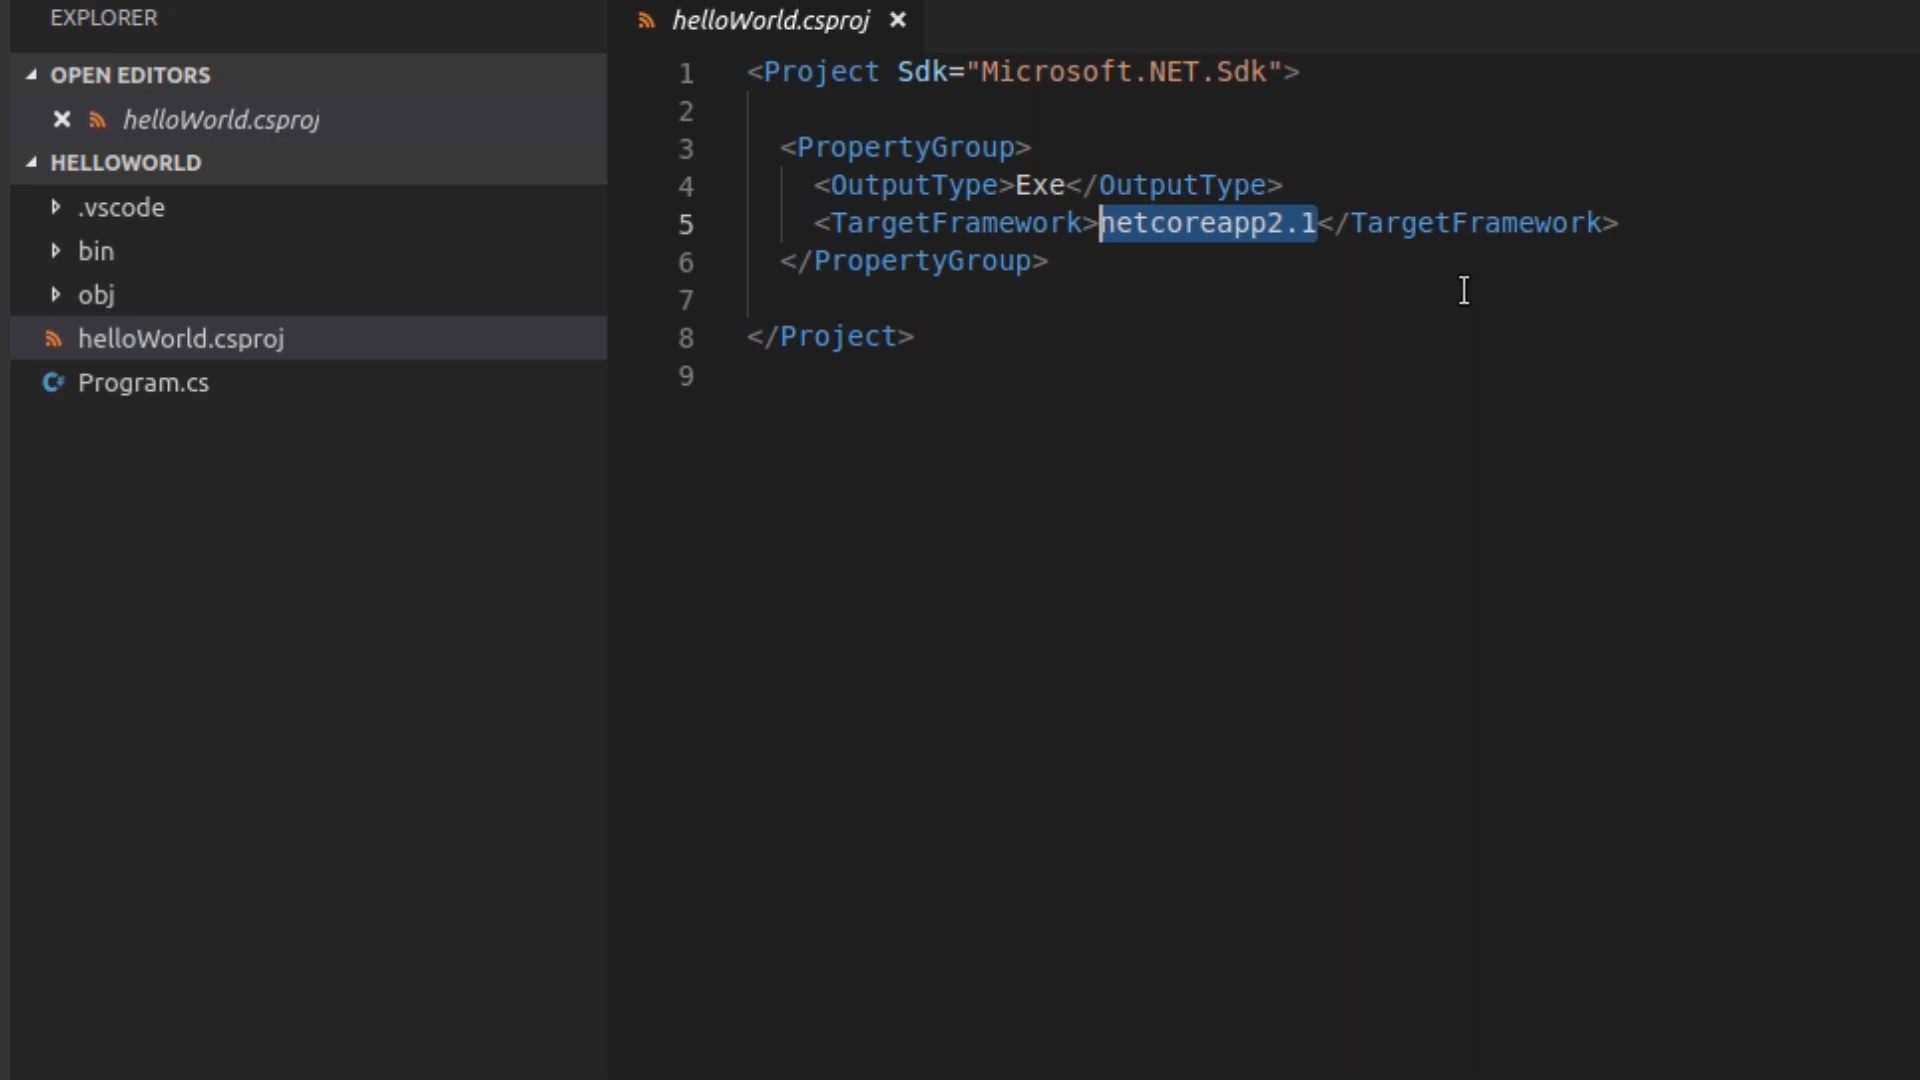 EXPLORER
OPEN EDITORS
helloWorld.csproj
HELLOWORLD
.vscode
bin
obj
helloWorld.csproj
Program.cs
helloWorld.csproj
1 <Project Sdk="Microsoft.NET.Sdk">
2
3 <PropertyGroup>
4 <OutputType>Exe</OutputType>
5 <TargetFramework>netcoreapp2.1</TargetFramework>
6 </PropertyGroup>
7
8 </Project>
9